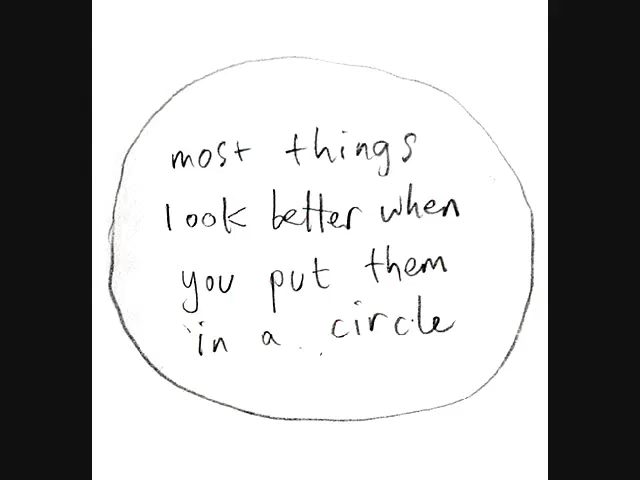 most things
look better when
you put them
in a circle